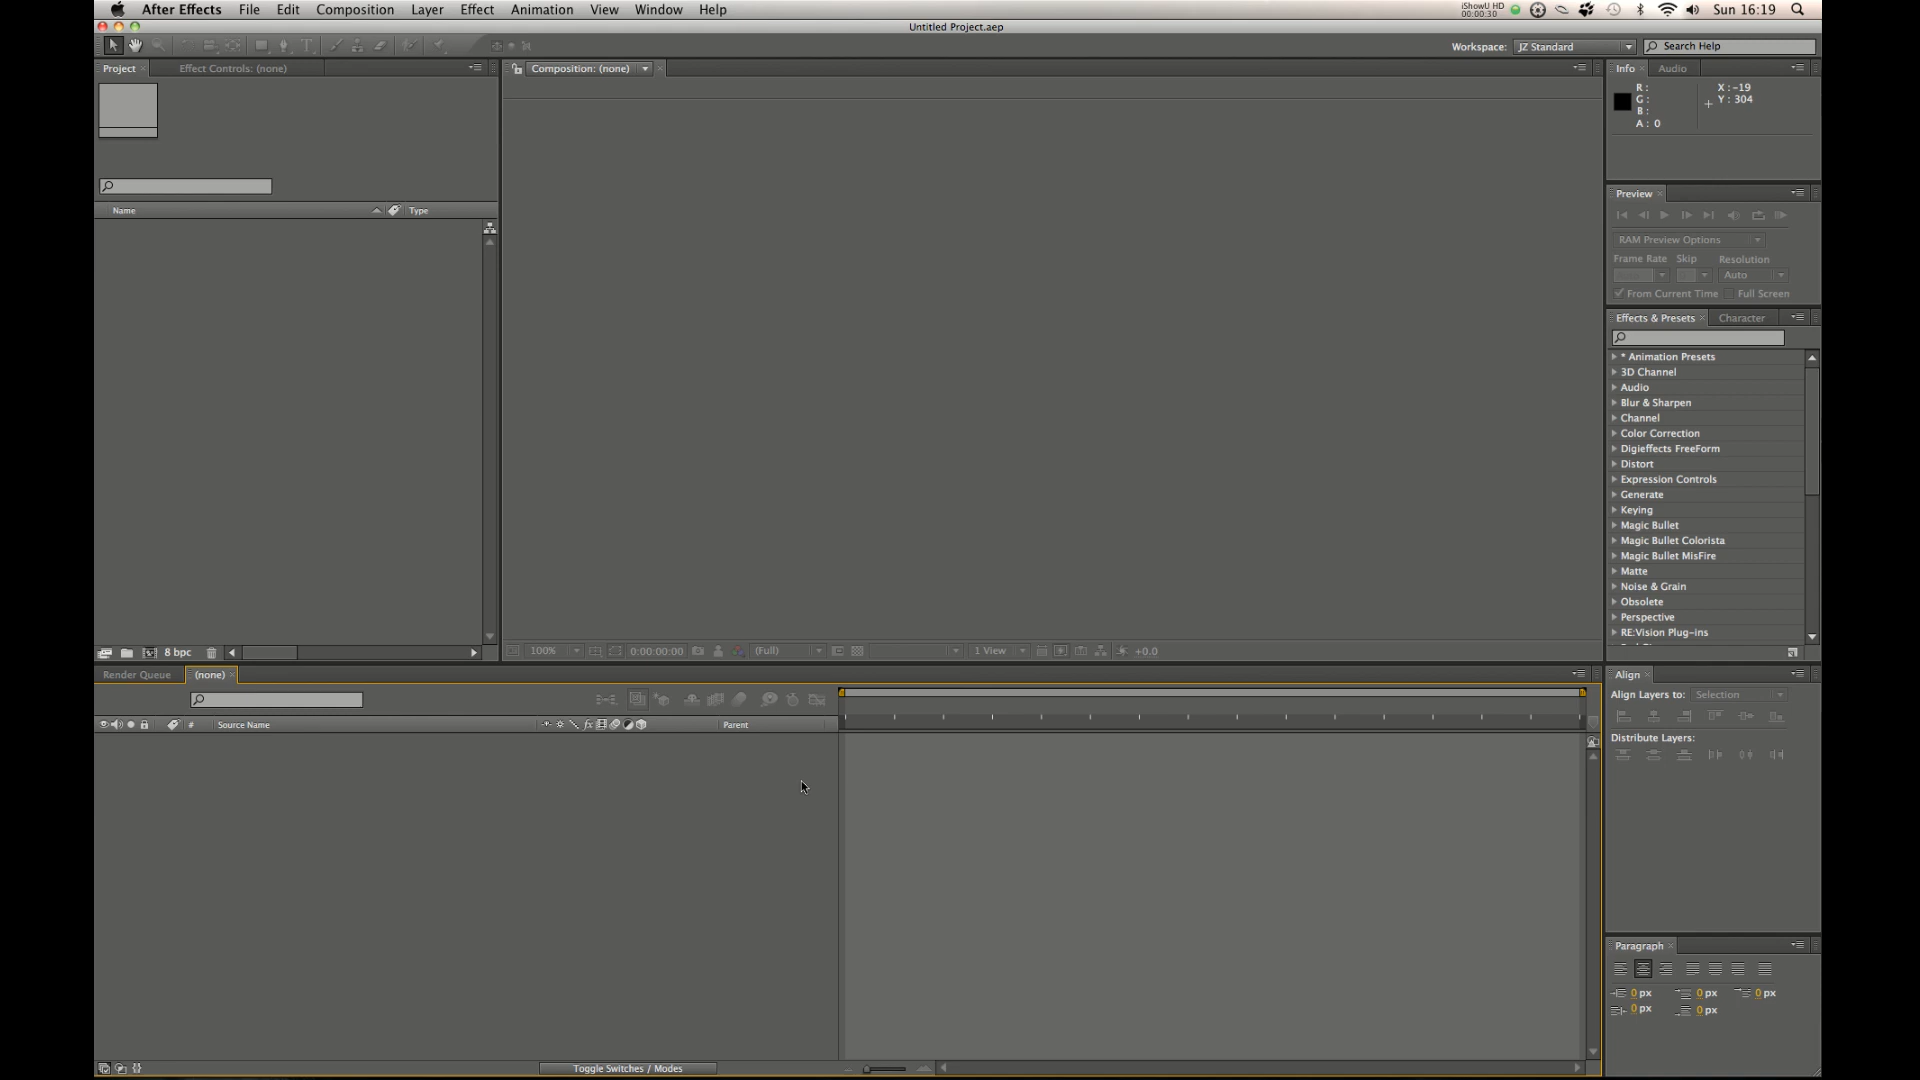 After Effects File Edit Composition Layer Effect Animation View Window Help
iShowU HD
00:00:30
Sun 16:19
Untitled Project.aep
Workspace: JZ Standard
Search Help
Project
Effect Controls: (none)
Name
Type
8 bpc
Composition: (none)
100%
0:00:00:00
(Full)
1 View
+0.0
Info
Audio
R :
G :
B :
A : 0
X : -19
Y : 304
Preview
RAM Preview Options
Frame Rate Skip Resolution
Auto
From Current Time
Full Screen
Effects & Presets
Character
* Animation Presets
3D Channel
Audio
Blur & Sharpen
Channel
Color Correction
Digieffects FreeForm
Distort
Expression Controls
Generate
Keying
Magic Bullet
Magic Bullet Colorista
Magic Bullet MisFire
Matte
Noise & Grain
Obsolete
Perspective
RE:Vision Plug-ins
Render Queue
(none)
# Source Name
fx
Parent
Toggle Switches / Modes
Align
Align Layers to: Selection
Distribute Layers:
Paragraph
0 px
0 px
0 px
0 px
0 px